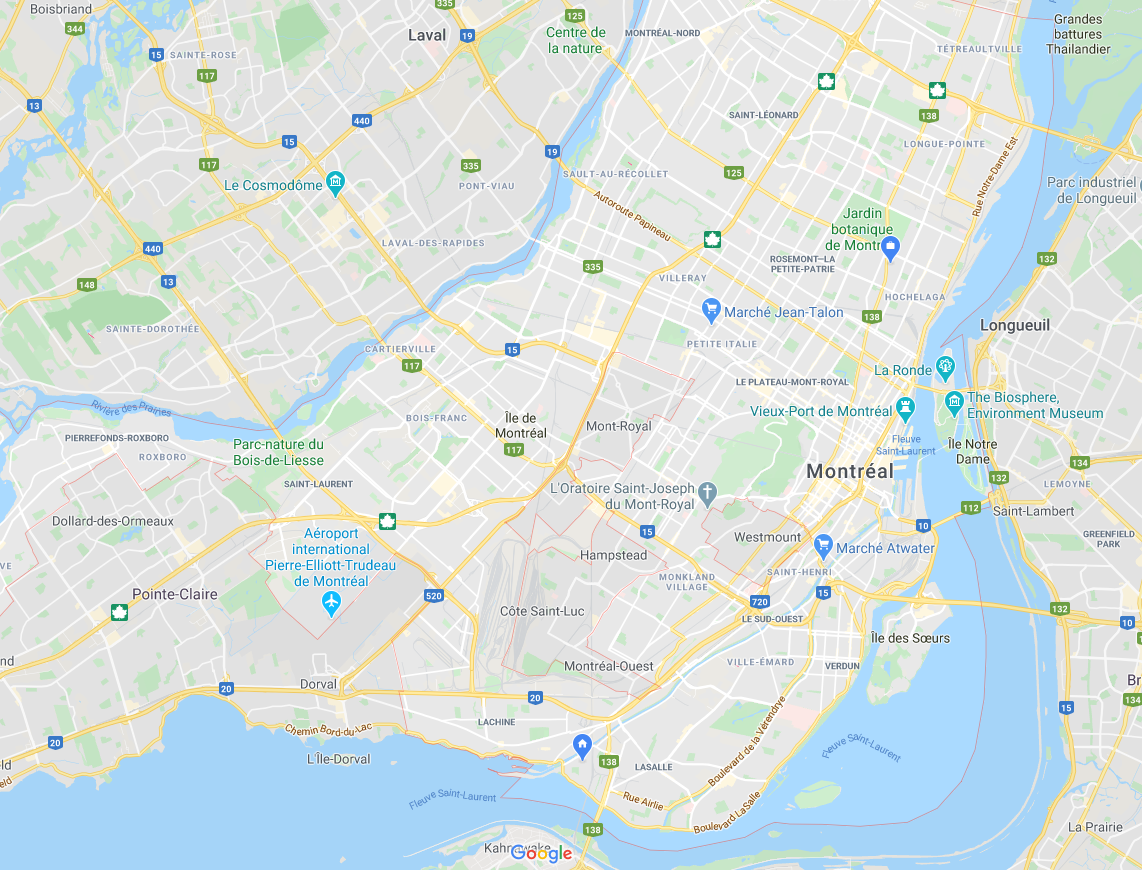 Boisbriand
344
335
125
Laval
19
Centre de
la nature
MONTRÉAL-NORD
Grandes
battures
Thailandier
TÉTREAULTVILLE
15
SAINTE-ROSE
117
13
440
138
SAINT-LÉONARD
LONGUE-POINTE
15
19
117
335
125
Le Cosmodôme
PONT-VIAU
SAULT-AU-RÉCOLLET
Rue Notre-Dame Est
Parc industriel
de Longueuil
Autoroute Papineau
Jardin
botanique
de Montr
LAVAL-DES-RAPIDES
440
335
ROSEMONT—LA
PETITE-PATRIE
132
148
13
VILLERAY
HOCHELAGA
Marché Jean-Talon
138
SAINTE-DOROTHÉE
Longueuil
CARTIERVILLE
15
PETITE ITALIE
117
La Ronde
LE PLATEAU-MONT-ROYAL
Rivière des Prairies
BOIS-FRANC
Île de
Montréal
Mont-Royal
Vieux-Port de Montréal
The Biosphere,
Environment Museum
PIERREFONDS-ROXBORO
ROXBORO
Parc-nature du
Bois-de-Liesse
117
Fleuve
Saint-Laurent
Île Notre
Dame
134
Montréal
132
SAINT-LAURENT
L'Oratoire Saint-Joseph
du Mont-Royal
LEMOYNE
Dollard-des-Ormeaux
112
Saint-Lambert
Aéroport
international
Pierre-Elliott-Trudeau
de Montréal
15
Westmount
10
GREENFIELD
PARK
Hampstead
Marché Atwater
VE
MONKLAND
VILLAGE
SAINT-HENRI
Pointe-Claire
520
720
15
132
10
Côte Saint-Luc
LE SUD-OUEST
Île des Sœurs
nd
Montréal-Ouest
VILLE-ÉMARD
VERDUN
Dorval
20
20
Br
134
15
LACHINE
Chemin Bord-du-Lac
20
Boulevard de la Vérendrye
Fleuve Saint-Laurent
L'Île-Dorval
138
LASALLE
ld
eld
Fleuve Saint-Laurent
Rue Airlie
Boulevard LaSalle
138
La Prairie
Kahnawake
Google